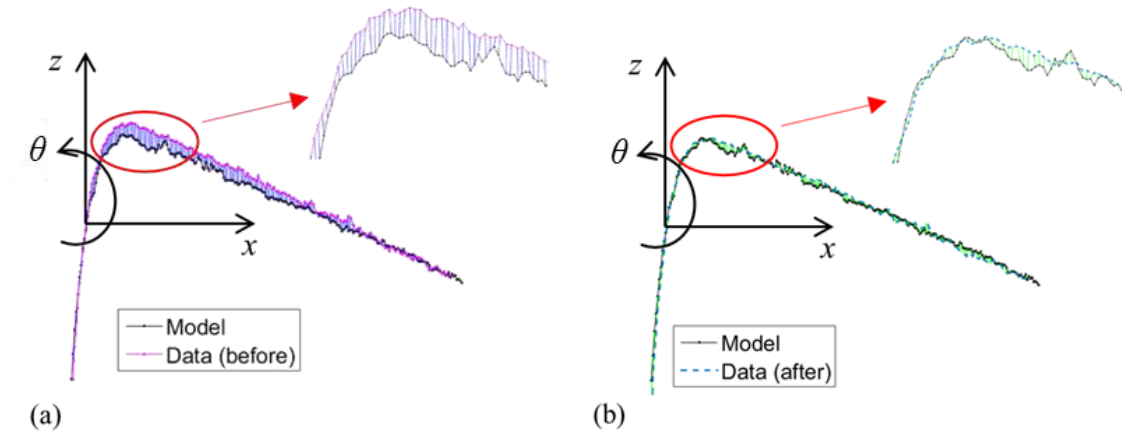 z
θ
x
Model
Data (before)
(a)
z
θ
x
Model
Data (after)
(b)